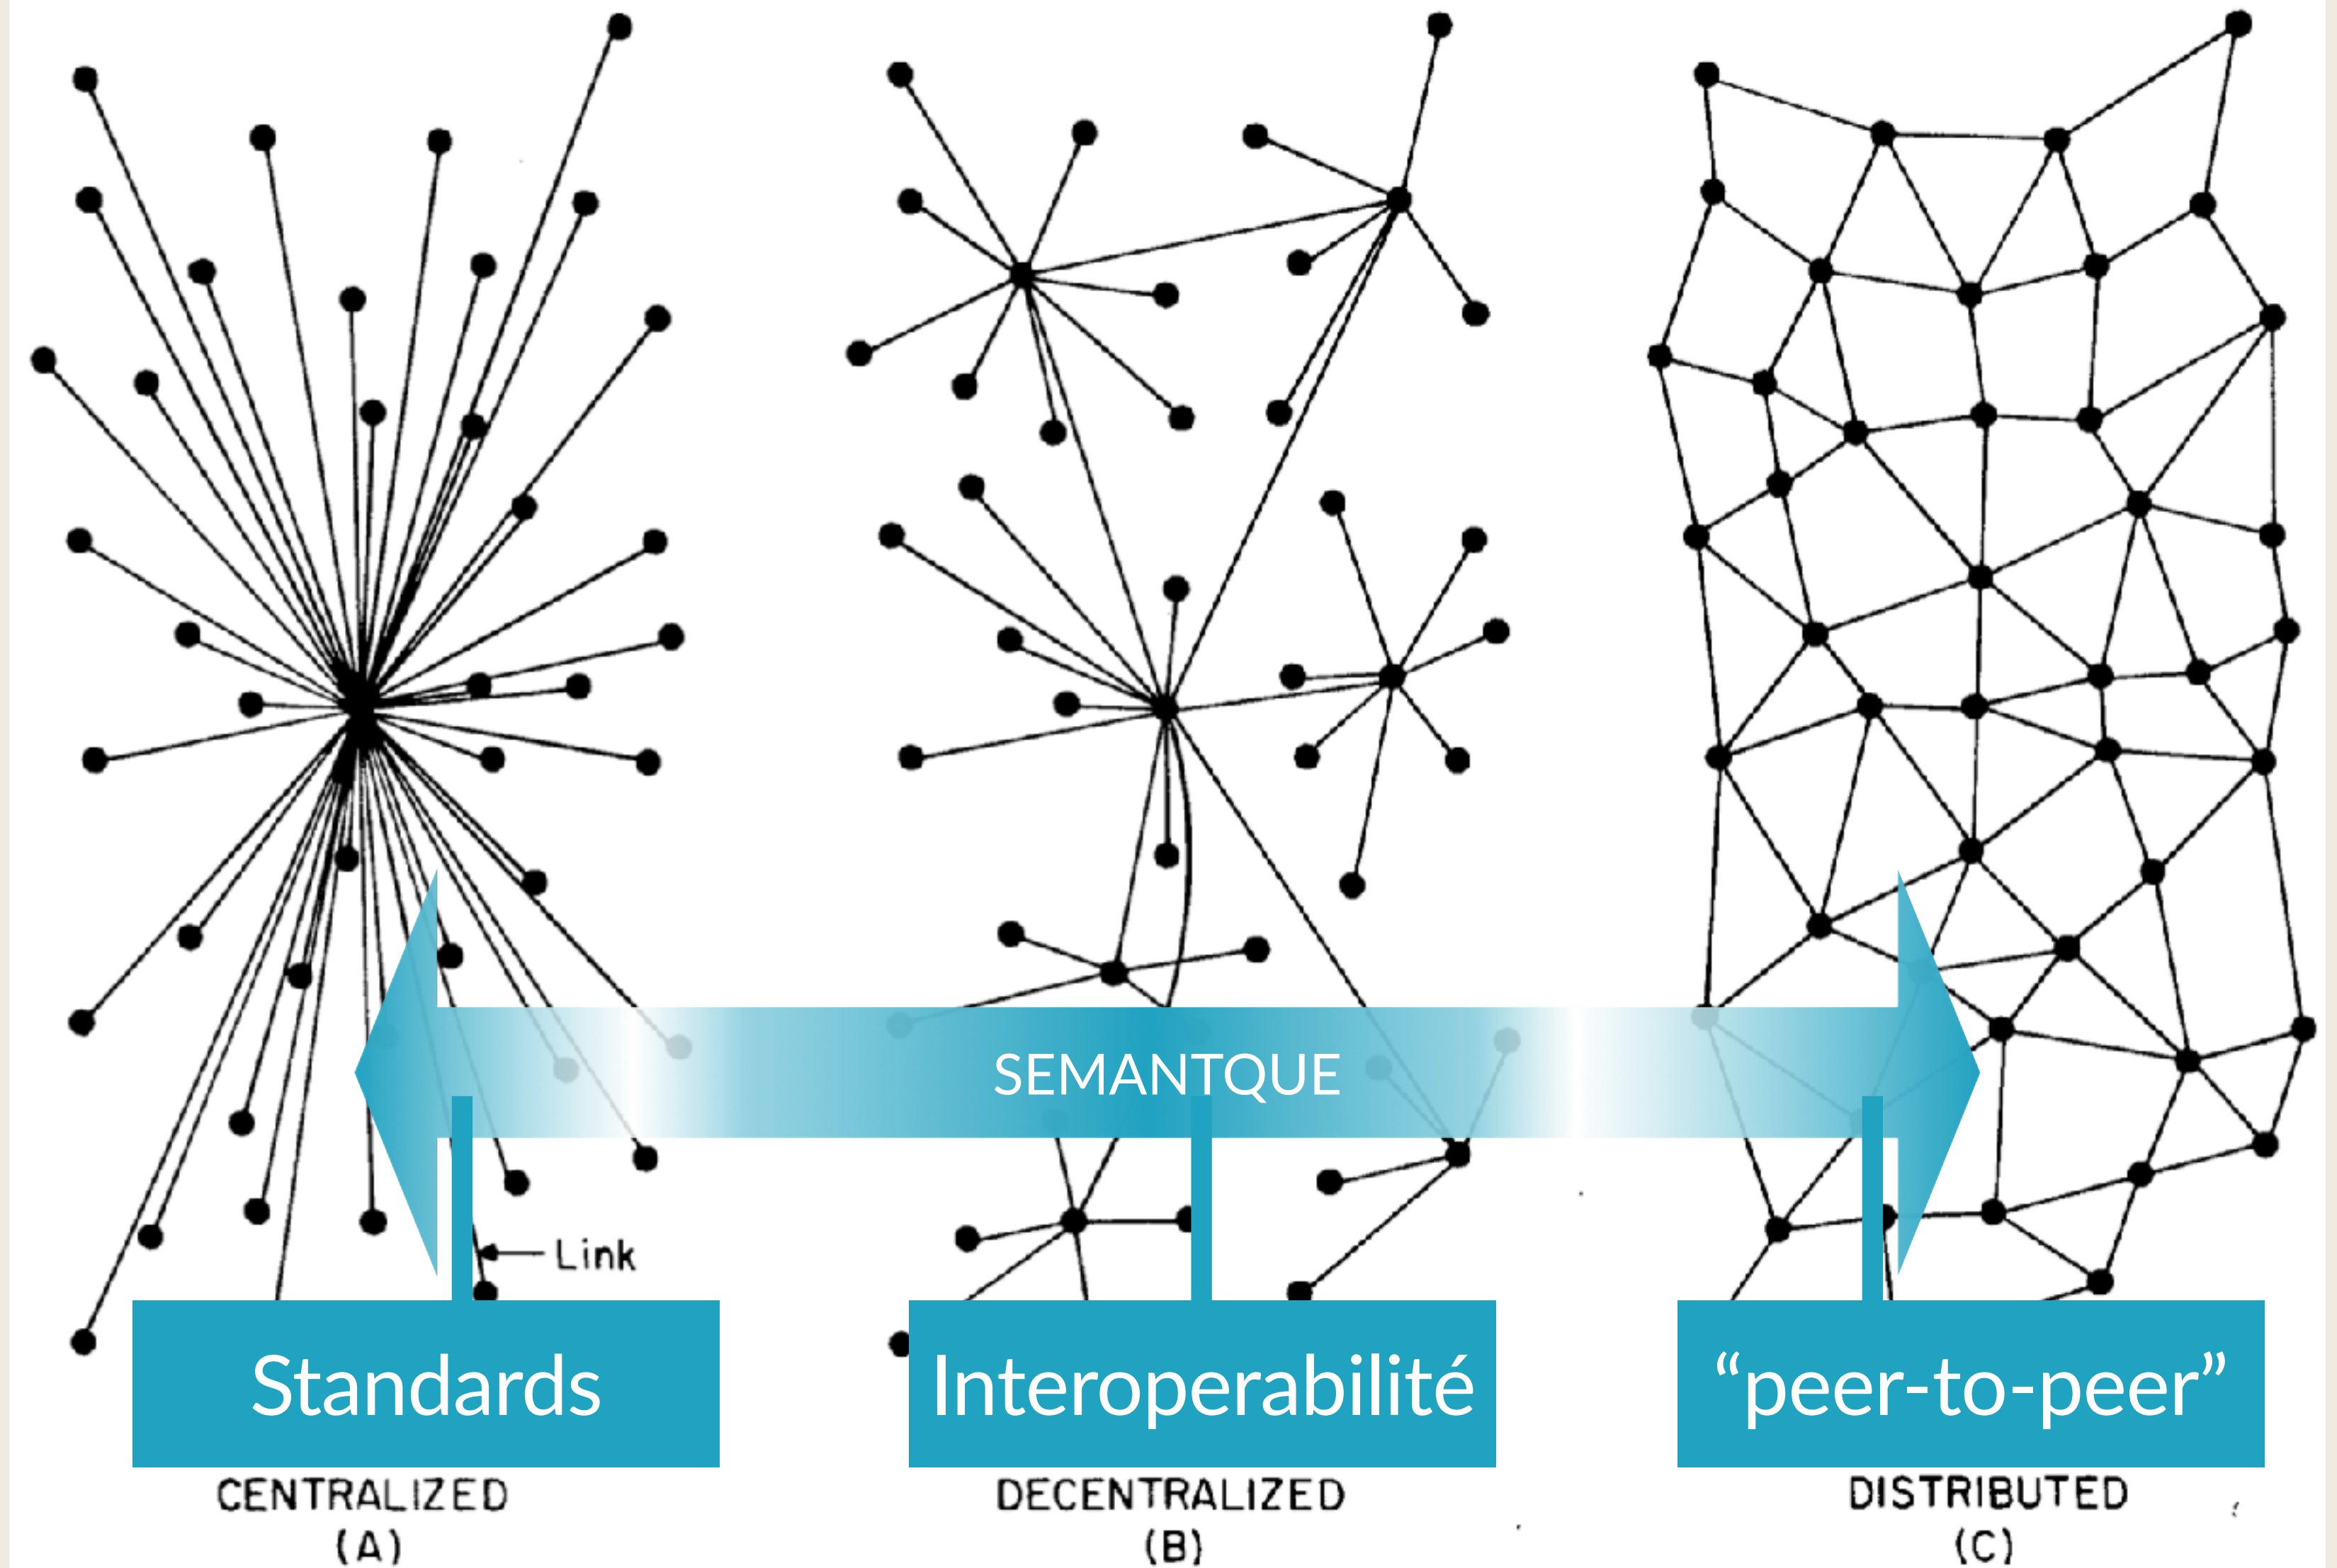 SEMANTQUE
Link
Standards
Interoperabilité
“peer-to-peer”
CENTRALIZED
(A)
DECENTRALIZED
(B)
DISTRIBUTED
(C)